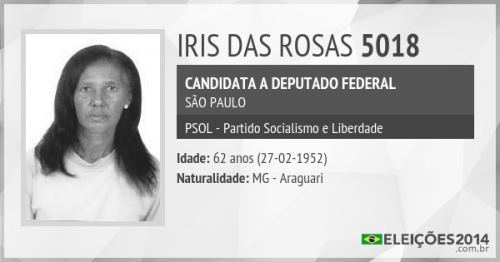 IRIS DAS ROSAS 5018
CANDIDATA A DEPUTADO FEDERAL
SÃO PAULO
PSOL - Partido Socialismo e Liberdade
Idade: 62 anos (27-02-1952)
Naturalidade: MG - Araguari
ELEIÇÕES2014
.com.br